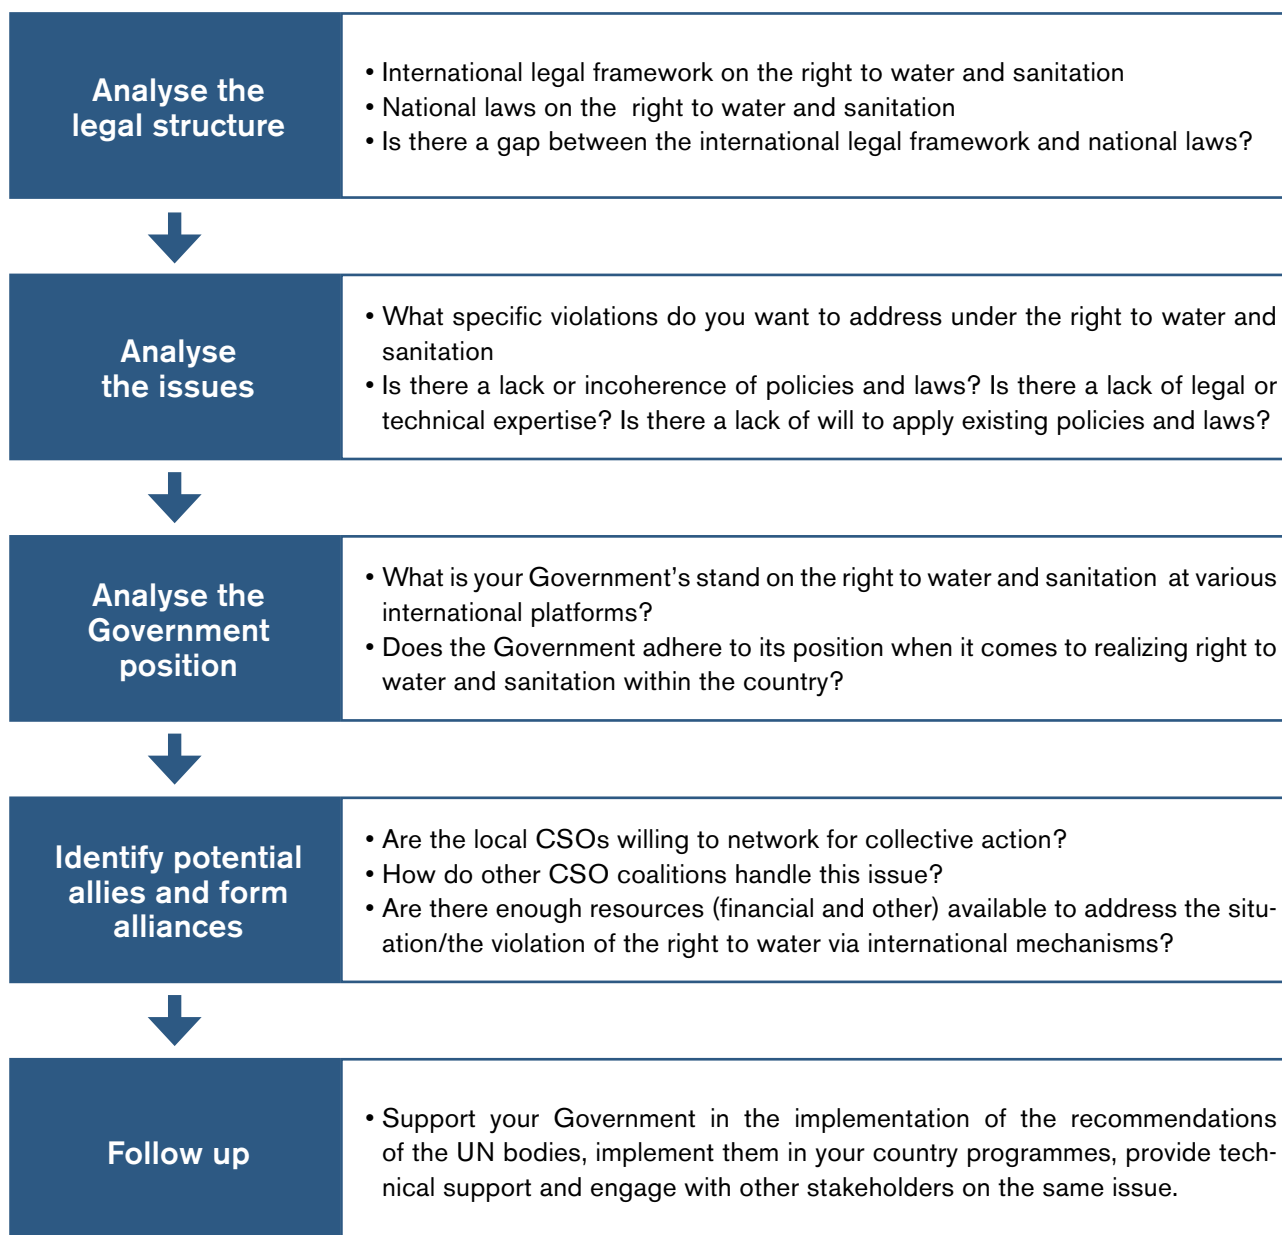 Analyse the
legal structure
• International legal framework on the right to water and sanitation
• National laws on the right to water and sanitation
• Is there a gap between the international legal framework and national laws?
Analyse
the issues
• What specific violations do you want to address under the right to water and
sanitation
• Is there a lack or incoherence of policies and laws? Is there a lack of legal or
technical expertise? Is there a lack of will to apply existing policies and laws?
Analyse the
Government
position
• What is your Government's stand on the right to water and sanitation at various
international platforms?
• Does the Government adhere to its position when it comes to realizing right to
water and sanitation within the country?
Identify potential
allies and form
alliances
• Are the local CSOs willing to network for collective action?
• How do other CSO coalitions handle this issue?
• Are there enough resources (financial and other) available to address the situ-
ation/the violation of the right to water via international mechanisms?
Follow up
• Support your Government in the implementation of the recommendations
of the UN bodies, implement them in your country programmes, provide tech-
nical support and engage with other stakeholders on the same issue.